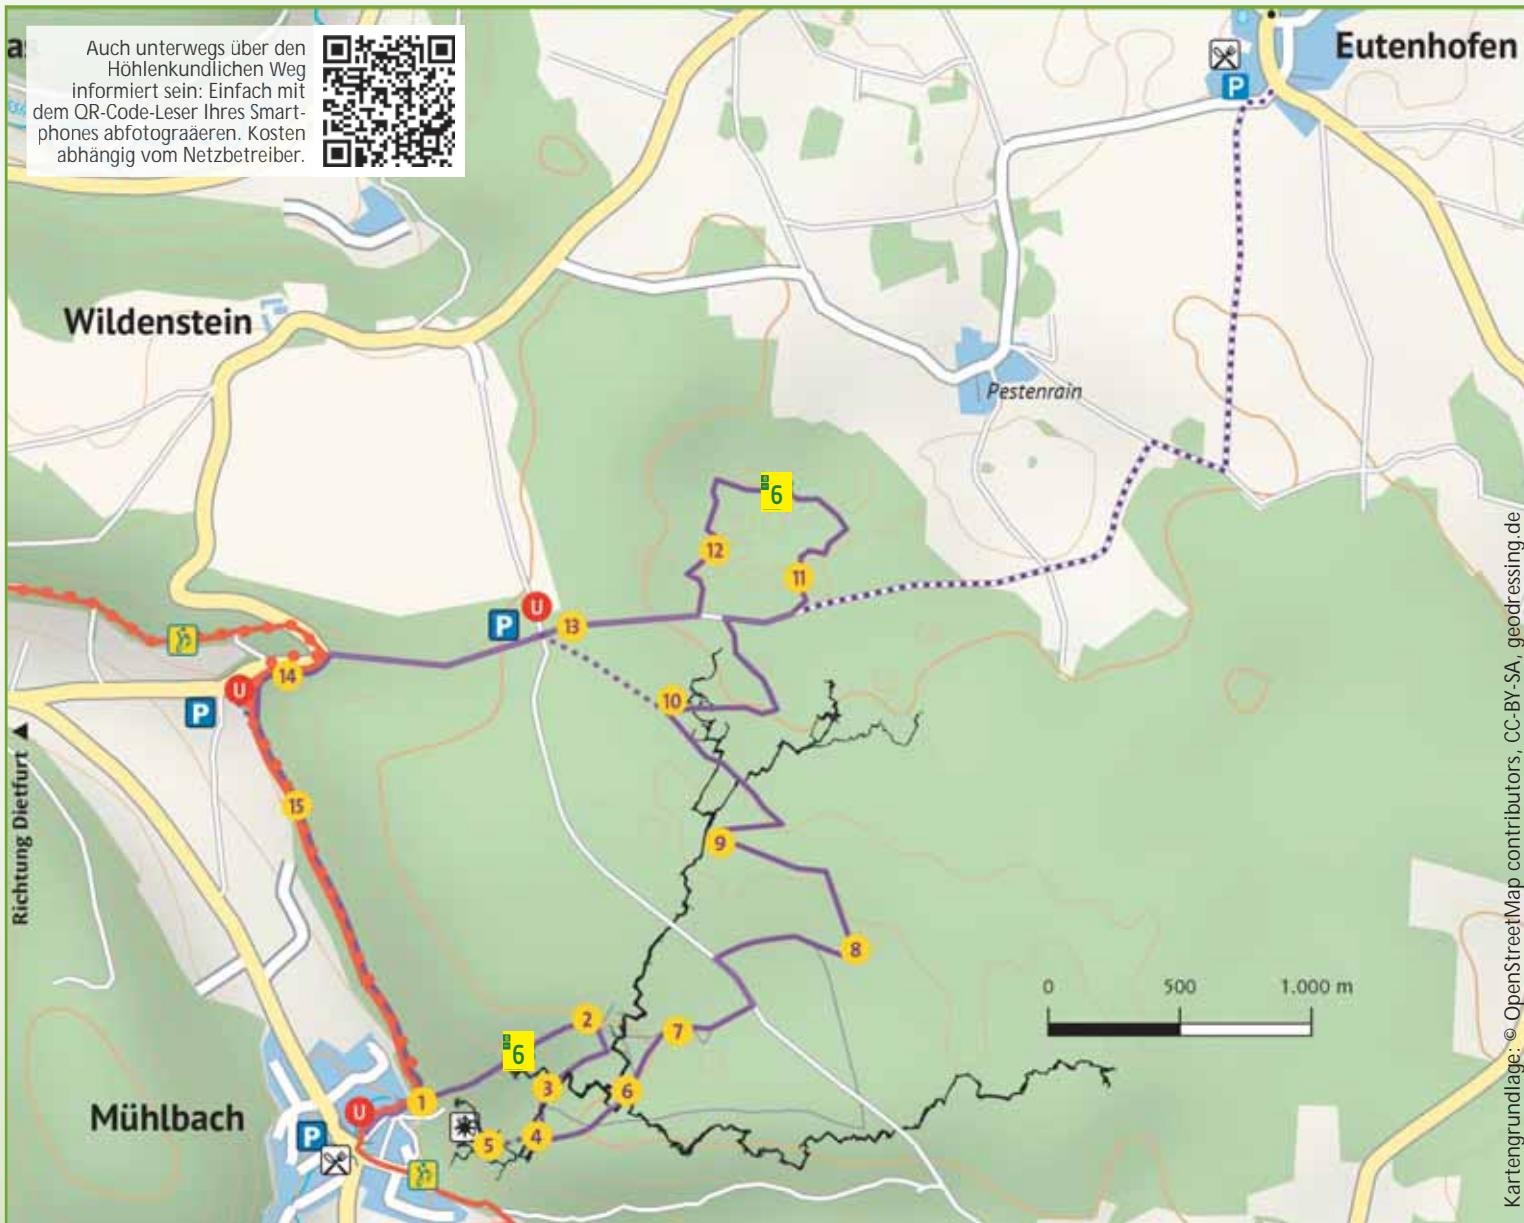 Auch unterwegs über den
Höhlenkundlichen Weg
informiert sein: Einfach mit
dem QR-Code-Leser Ihres Smart-
phones abfotograäeren. Kosten
abhängig vom Netzbetreiber.
as
Eutenhofen
P
Wildenstein
Pestenrain
6
12
11
U
P
13
14
U
P
10
15
9
8
Richtung Dietfurt
0 500 1.000 m
2
7
6
3
6
1
U
4
5
Mühlbach
P
Kartengrundlage: © OpenStreetMap contributors, CC-BY-SA, geodressing.de